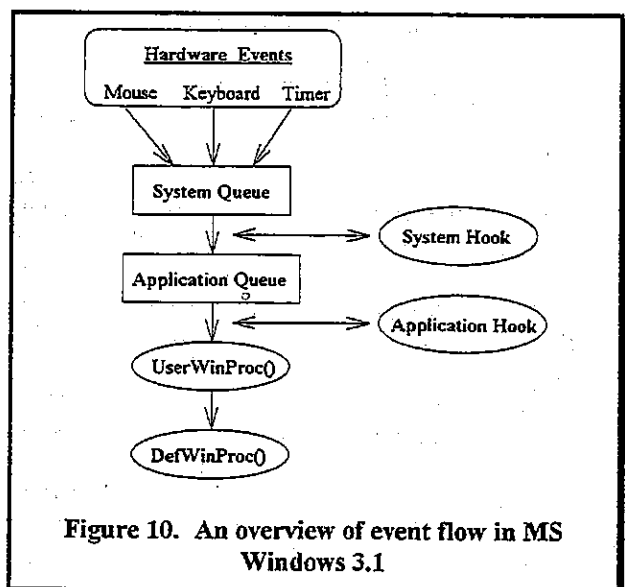 Hardware Events
Mouse Keyboard Timer
System Queue
System Hook
Application Queue
Application Hook
UserWinProc()
DefWinProc()
Figure 10. An overview of event flow in MS
Windows 3.1